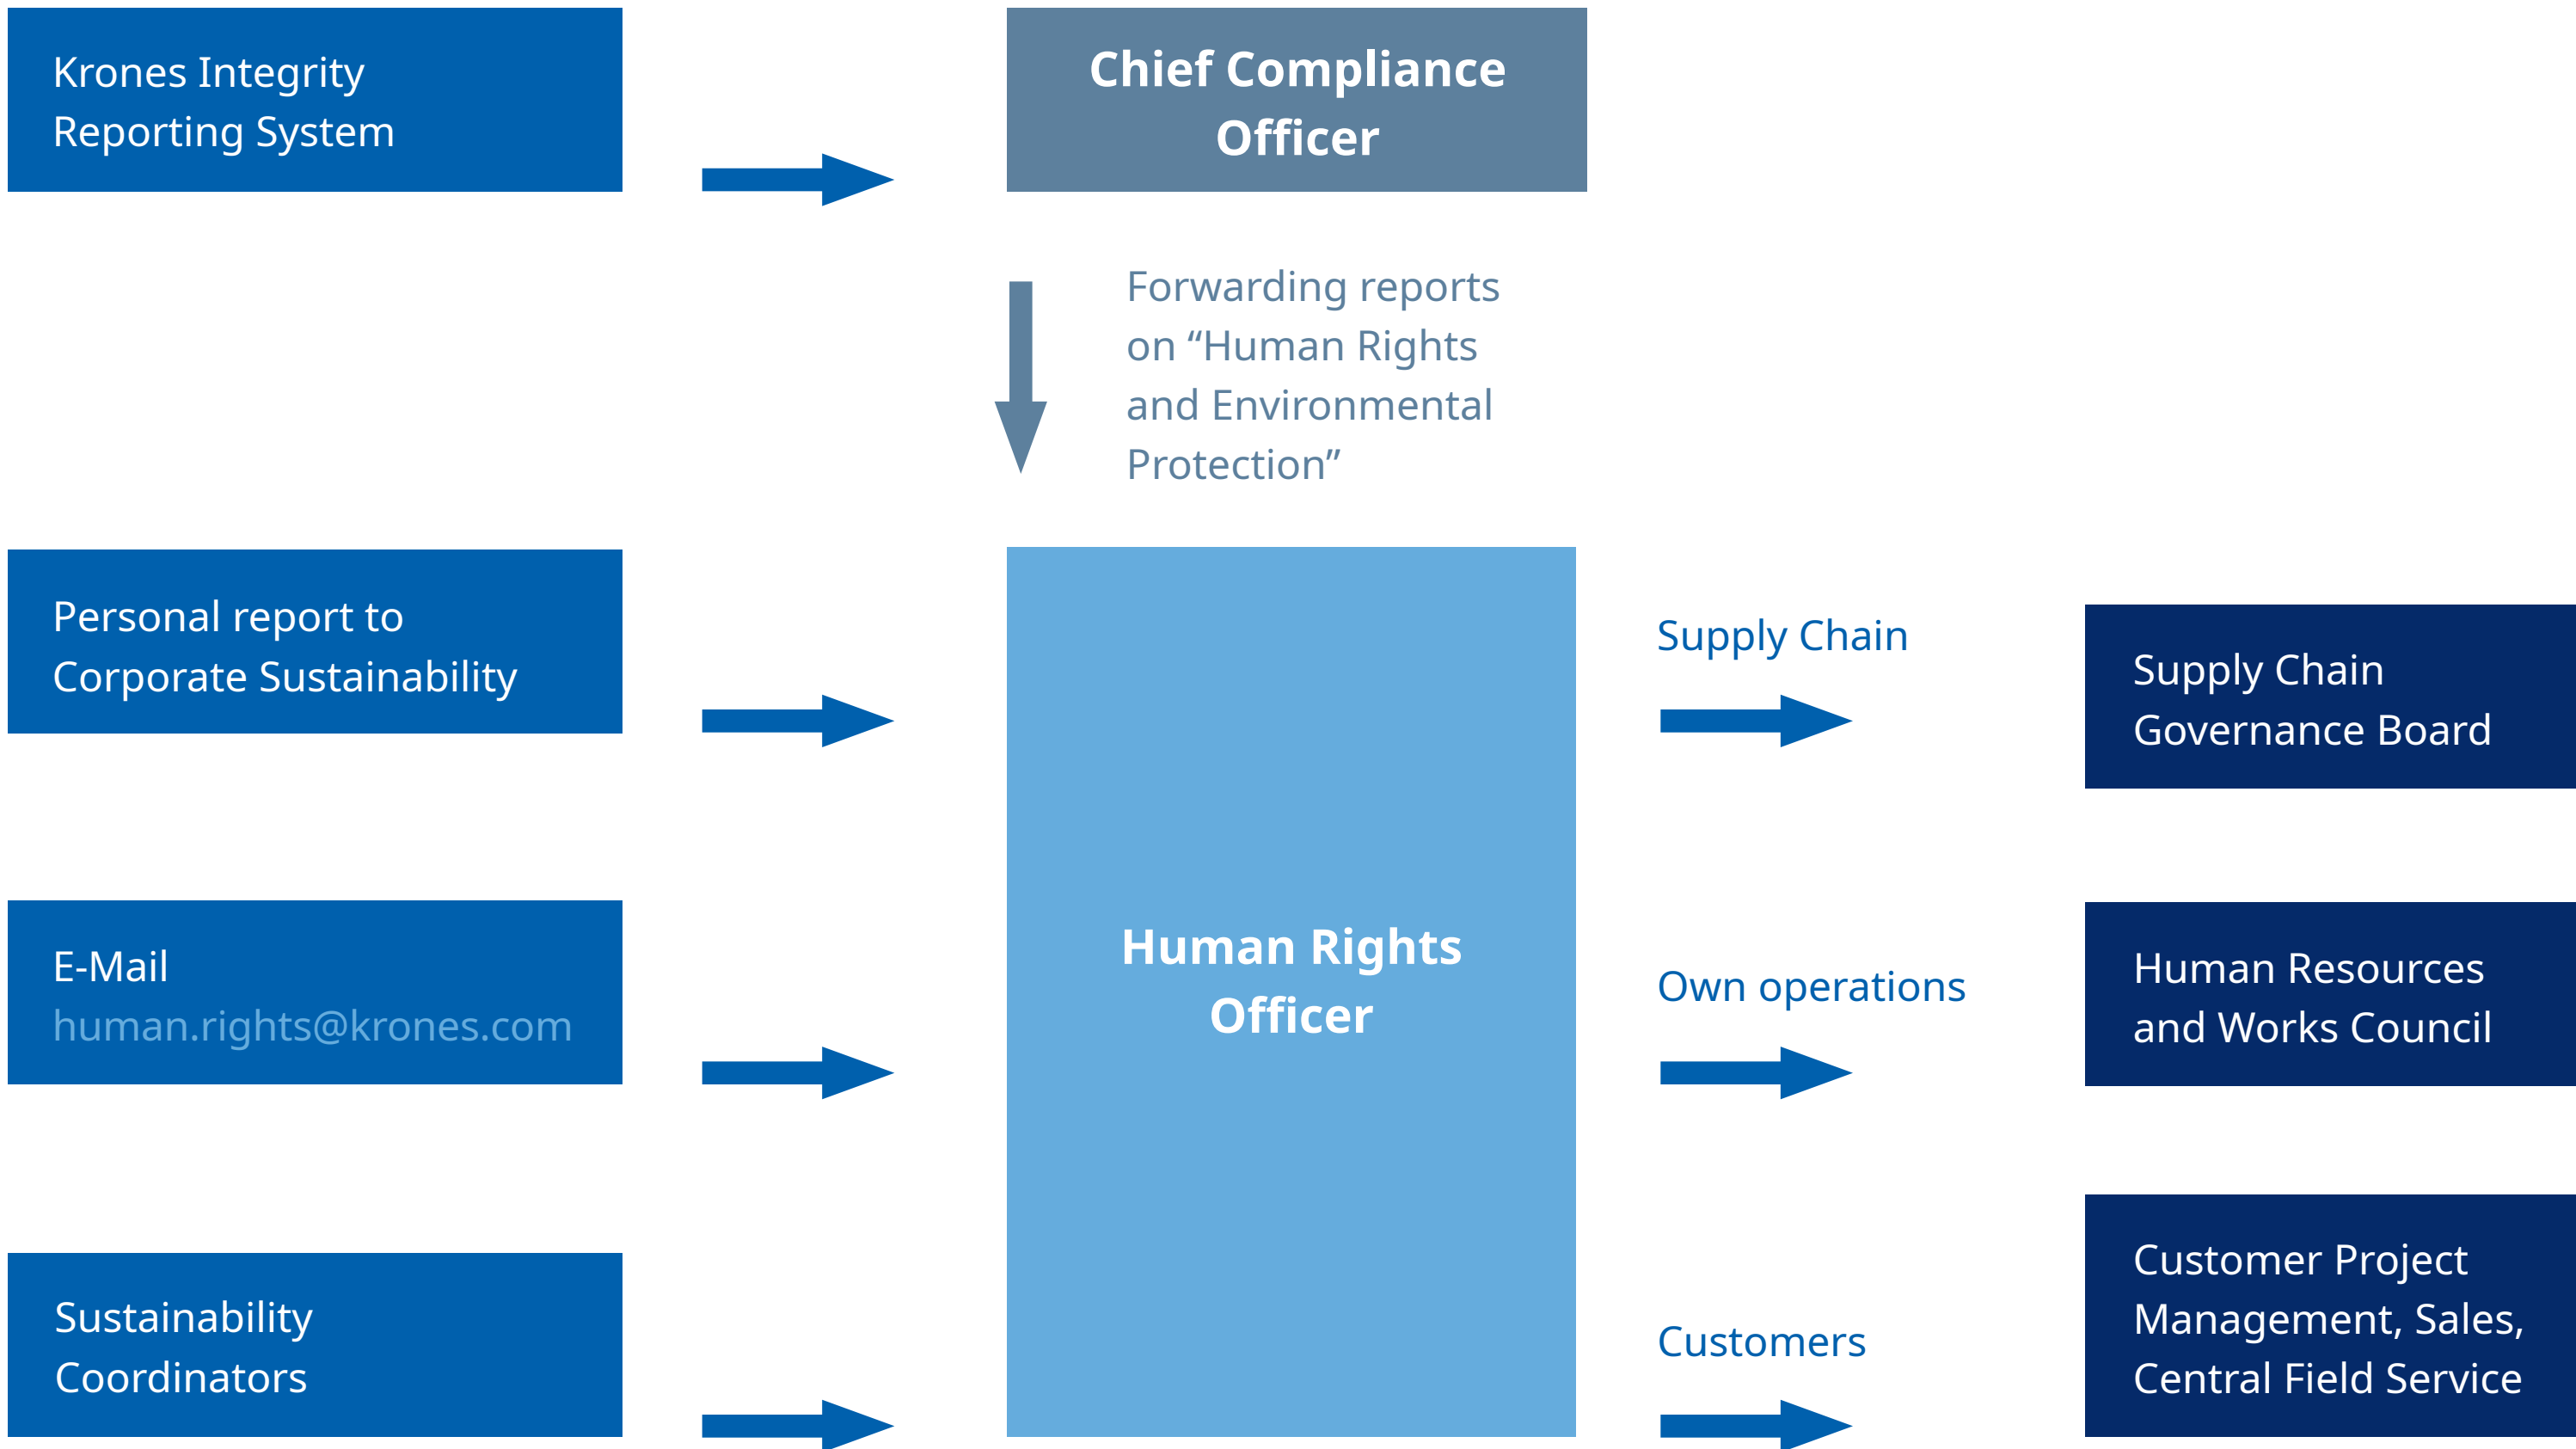 Krones Integrity
Reporting System
Chief Compliance
Officer
Forwarding reports
on “Human Rights
and Environmental
Protection”
Personal report to
Corporate Sustainability
E-Mail
human.rights@krones.com
Sustainability
Coordinators
Human Rights
Officer
Supply Chain
Own operations
Customers
Supply Chain
Governance Board
Human Resources
and Works Council
Customer Project
Management, Sales,
Central Field Service